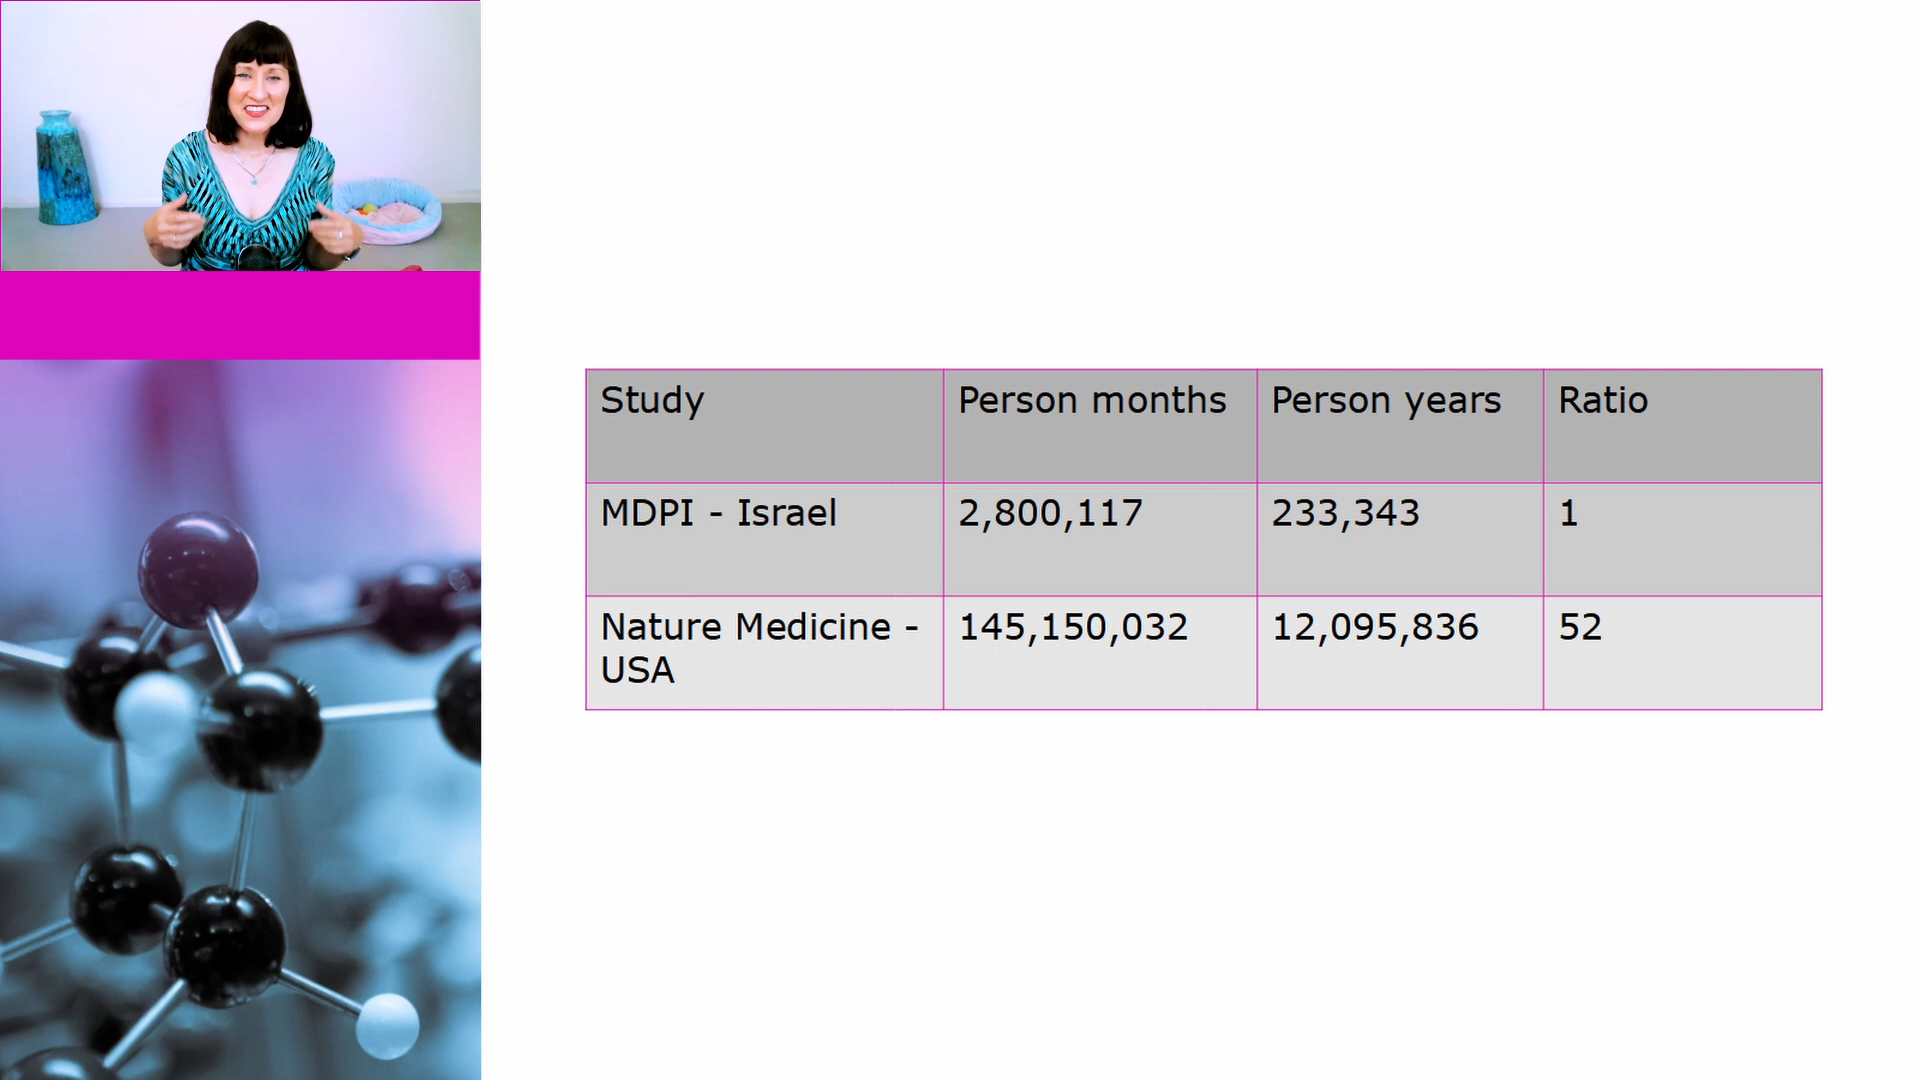 Study Person months Person years Ratio
MDPI - Israel 2,800,117 233,343 1
Nature Medicine - 145,150,032 12,095,836 52
USA